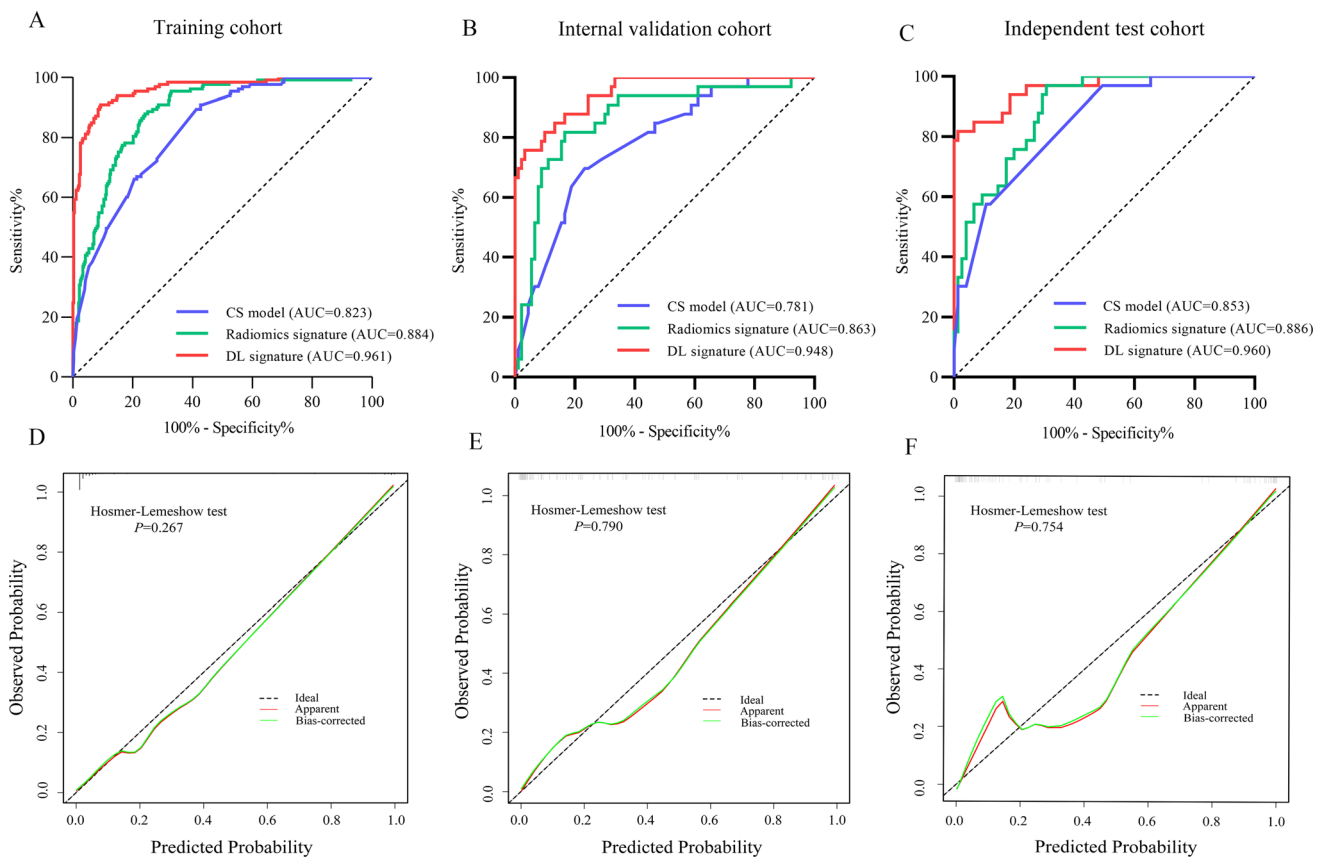 A
Training cohort
Sensitivity%
100
80
60
40
20
0
CS model (AUC=0.823)
Radiomics signature (AUC=0.884)
DL signature (AUC=0.961)
0 20 40 60 80 100
100% - Specificity%
B
Internal validation cohort
Sensitivity%
100
80
60
40
20
0
CS model (AUC=0.781)
Radiomics signature (AUC=0.863)
DL signature (AUC=0.948)
0 20 40 60 80 100
100% - Specificity%
C
Independent test cohort
Sensitivity%
100
80
60
40
20
0
CS model (AUC=0.853)
Radiomics signature (AUC=0.886)
DL signature (AUC=0.960)
0 20 40 60 80 100
100% - Specificity%
D
Hosmer-Lemeshow test
P=0.267
Observed Probability
1.0
0.8
0.6
0.4
0.2
0.0
Ideal
Apparent
Bias-corrected
0.0 0.2 0.4 0.6 0.8 1.0
Predicted Probability
E
Hosmer-Lemeshow test
P=0.790
Observed Probability
1.0
0.8
0.6
0.4
0.2
0.0
Ideal
Apparent
Bias-corrected
0.0 0.2 0.4 0.6 0.8 1.0
Predicted Probability
F
Hosmer-Lemeshow test
P=0.754
Observed Probability
1.0
0.8
0.6
0.4
0.2
0.0
Ideal
Apparent
Bias-corrected
0.0 0.2 0.4 0.6 0.8 1.0
Predicted Probability